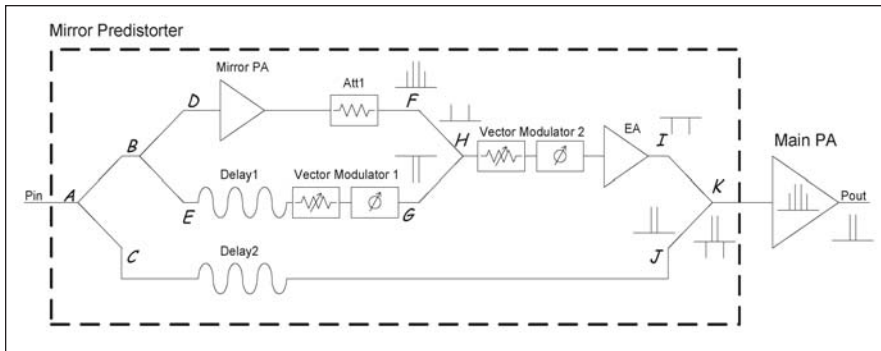 Mirror Predistorter
Mirror PA
Att1
D
F
B
H
Vector Modulator 2
EA
I
Main PA
Pin
A
Delay1
Vector Modulator 1
E
G
K
Pout
C
Delay2
J